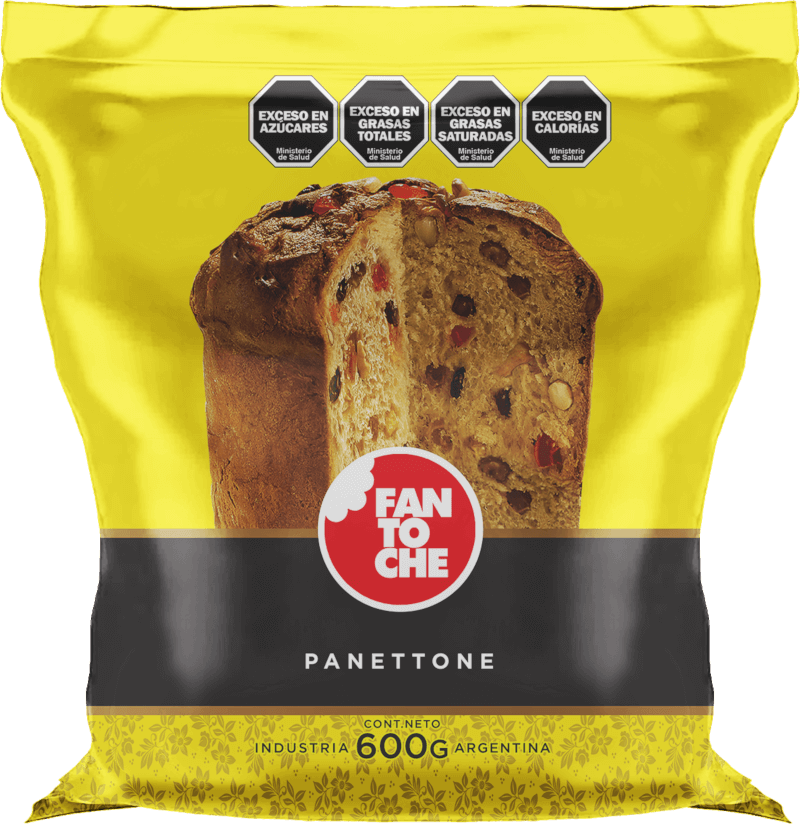 EXCESO EN
AZÚCARES
Ministerio
de Salud
EXCESO EN
GRASAS
TOTALES
Ministerio
de Salud
EXCESO EN
GRASAS
SATURADAS
Ministerio
de Salud
EXCESO EN
CALORÍAS
Ministerio
de Salud
FAN
TO
CHE
PANETTONE
CONT.NETO
INDUSTRIA 600G ARGENTINA